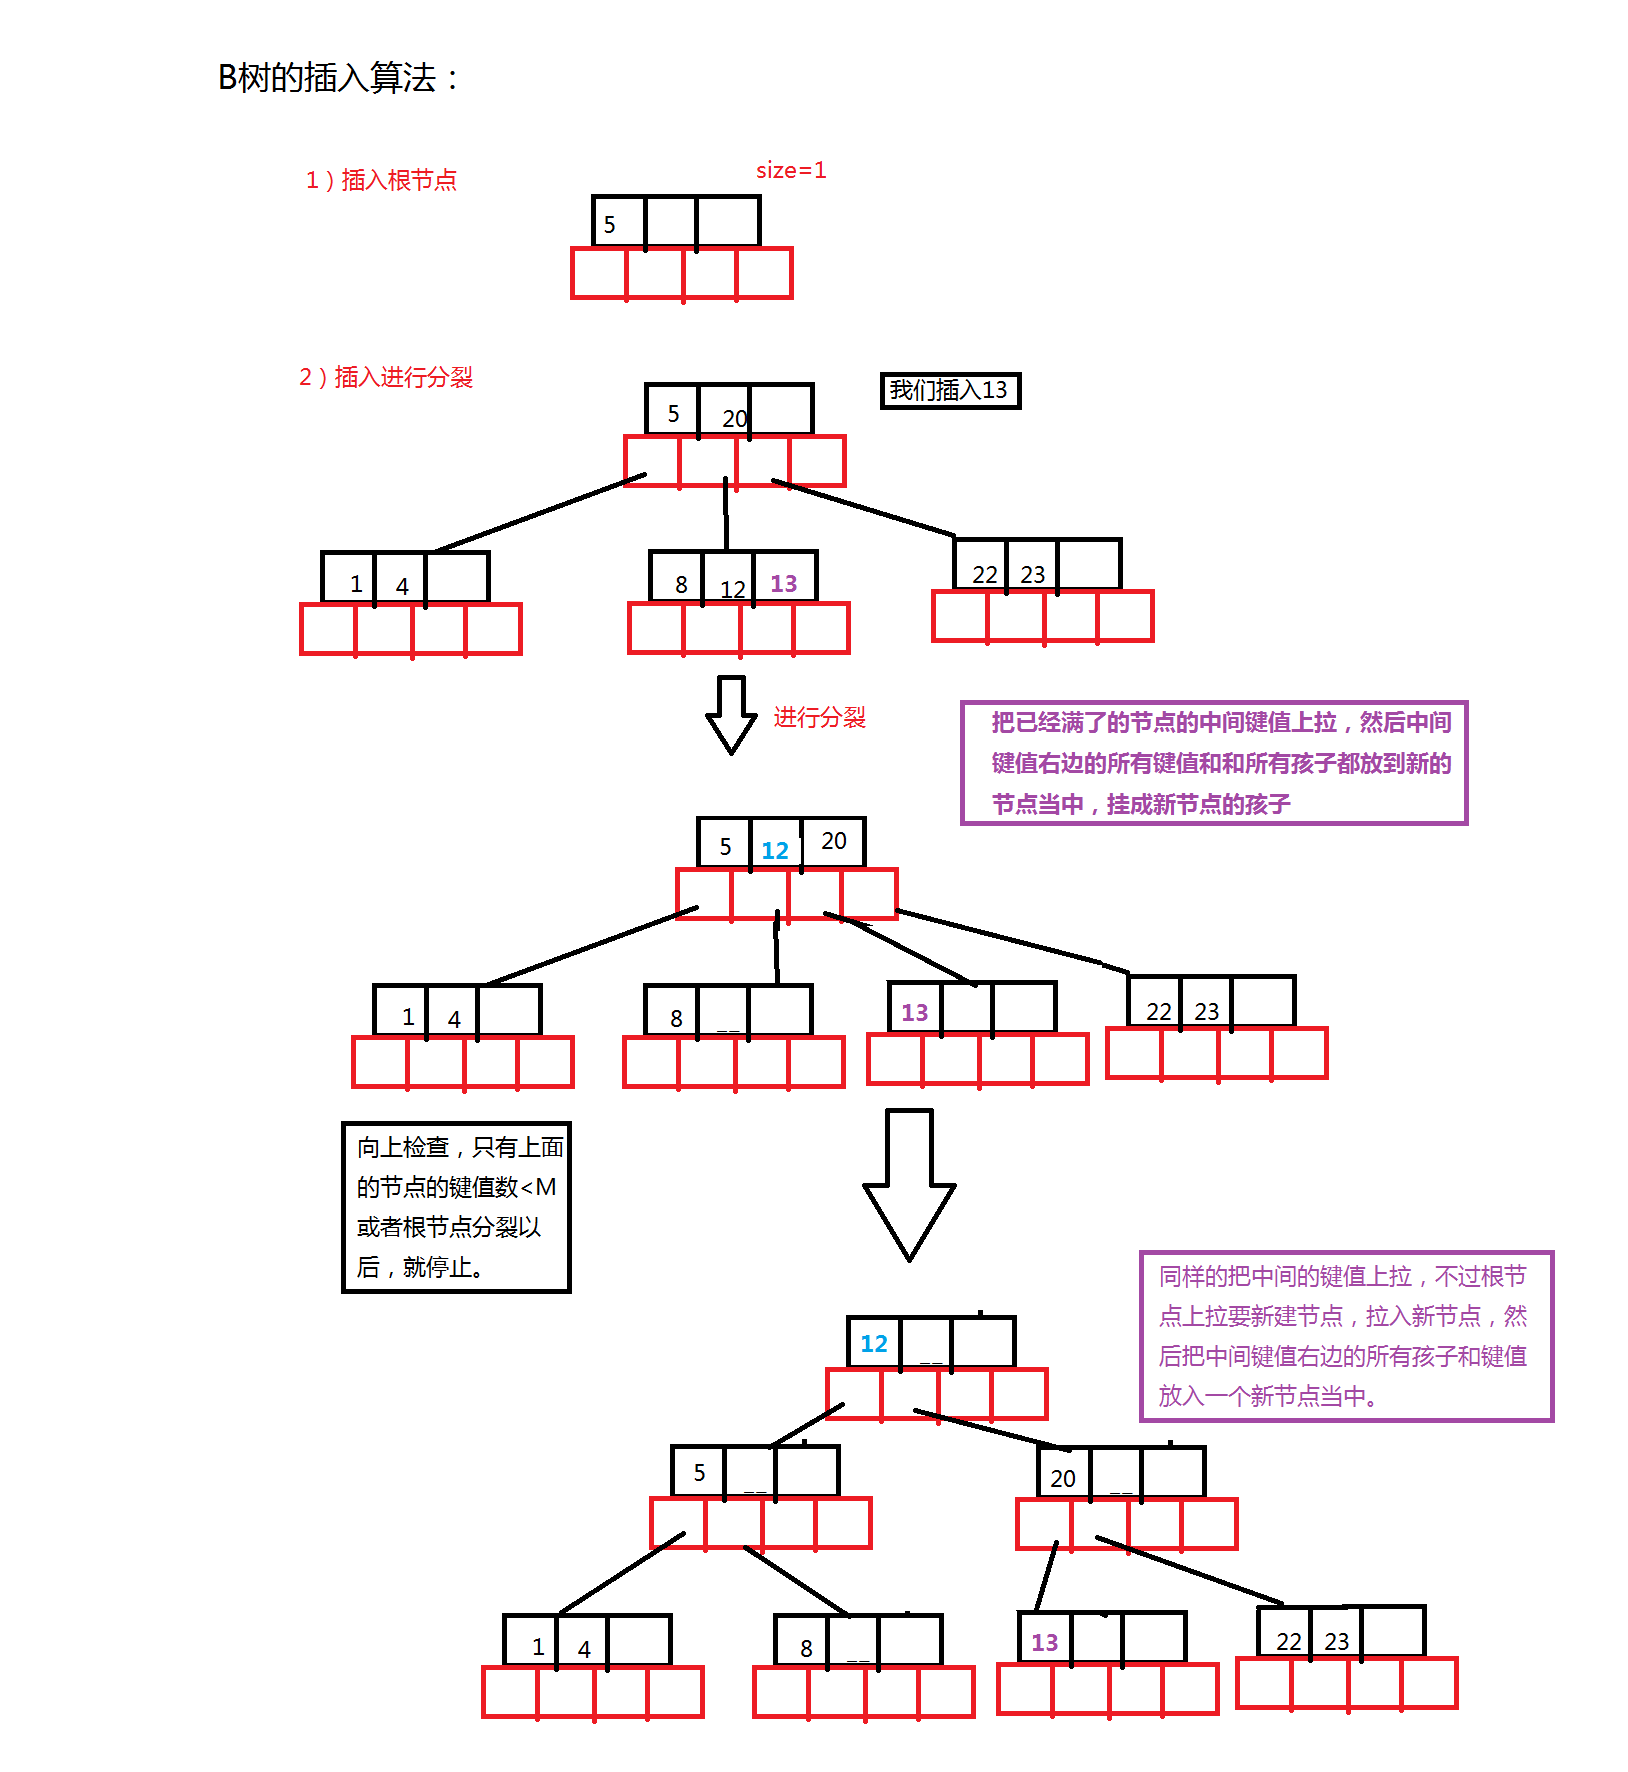 B树的插入算法：
1）插入根节点
size=1
5
2）插入进行分裂
我们插入13
5 20
1 4
8 12 13
22 23
进行分裂
把已经满了的节点的中间键值上拉，然后中间
键值右边的所有键值和和所有孩子都放到新的
节点当中，挂成新节点的孩子
5 12 20
1 4
8 __
13
22 23
向上检查，只有上面
的节点的键值数<M
或者根节点分裂以
后，就停止。
同样的把中间的键值上拉，不过根节
点上拉要新建节点，拉入新节点，然
后把中间键值右边的所有孩子和键值
放入一个新节点当中。
12 __
5 __
20 __
1 4
8 __
13
22 23